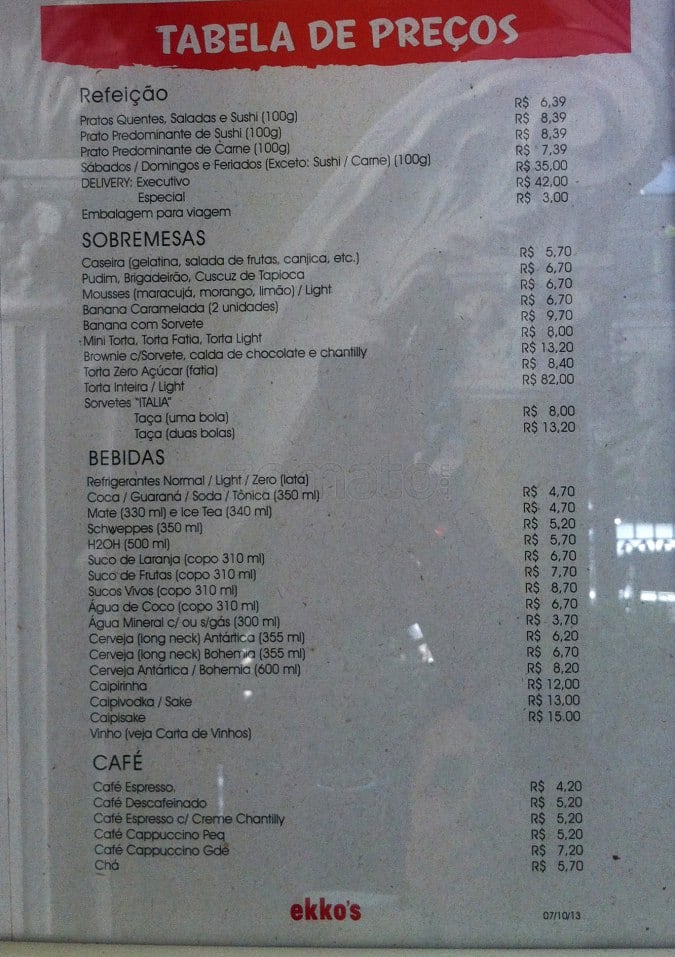 TABELA DE PREÇOS
Refeição
Pratos Quentes, Saladas e Sushi (100g) R$ 6,39
Prato Predominante de Sushi (100g) R$ 8,39
Prato Predominante de Carne (100g) R$ 8,39
Sábados / Domingos e Feriados (Exceto: Sushi / Carne) (100g) R$ 7,39
DELIVERY: Executivo R$ 35,00
Especial R$ 42,00
Embalagem para viagem R$ 3,00
SOBREMESAS
Caseira (gelatina, salada de frutas, canjica, etc.) R$ 5,70
Pudim, Brigadeirão, Cuscuz de Tapioca R$ 6,70
Mousses (maracujá, morango, limão) / Light R$ 6,70
Banana Caramelada (2 unidades) R$ 6,70
Banana com Sorvete R$ 9,70
Mini Torta, Torta Fatia, Torta Light R$ 8,00
Brownie c/Sorvete, calda de chocolate e chantilly R$ 13,20
Torta Zero Açúcar (fatia) R$ 8,40
Torta Inteira / Light R$ 82,00
Sorvetes "ITALIA"
Taça (uma bola) R$ 8,00
Taça (duas bolas) R$ 13,20
BEBIDAS
Refrigerantes Normal / Light / Zero (lata)
Coca / Guaraná / Soda / Tônica (350 ml) R$ 4,70
Mate (330 ml) e Ice Tea (340 ml) R$ 4,70
Schweppes (350 ml) R$ 5,20
H2OH (500 ml) R$ 5,70
Suco de Laranja (copo 310 ml) R$ 6,70
Suco de Frutas (copo 310 ml) R$ 7,70
Sucos Vivos (copo 310 ml) R$ 8,70
Água de Coco (copo 310 ml) R$ 6,70
Água Mineral c/ ou s/gás (300 ml) R$ 3,70
Cerveja (long neck) Antártica (355 ml) R$ 6,20
Cerveja (long neck) Bohemia (355 ml) R$ 6,70
Cerveja Antártica / Bohemia (600 ml) R$ 8,20
Caipirinha R$ 12,00
Caipivodka / Sake R$ 13,00
Caipisake R$ 15.00
Vinho (veja Carta de Vinhos)
CAFÉ
Café Espresso. R$ 4,20
Café Descafeinado R$ 5,20
Café Espresso c/ Creme Chantilly R$ 5,20
Café Cappuccino Peq R$ 5,20
Café Cappuccino Gde R$ 7,20
Chá R$ 5,70
ekko's
07/10/13